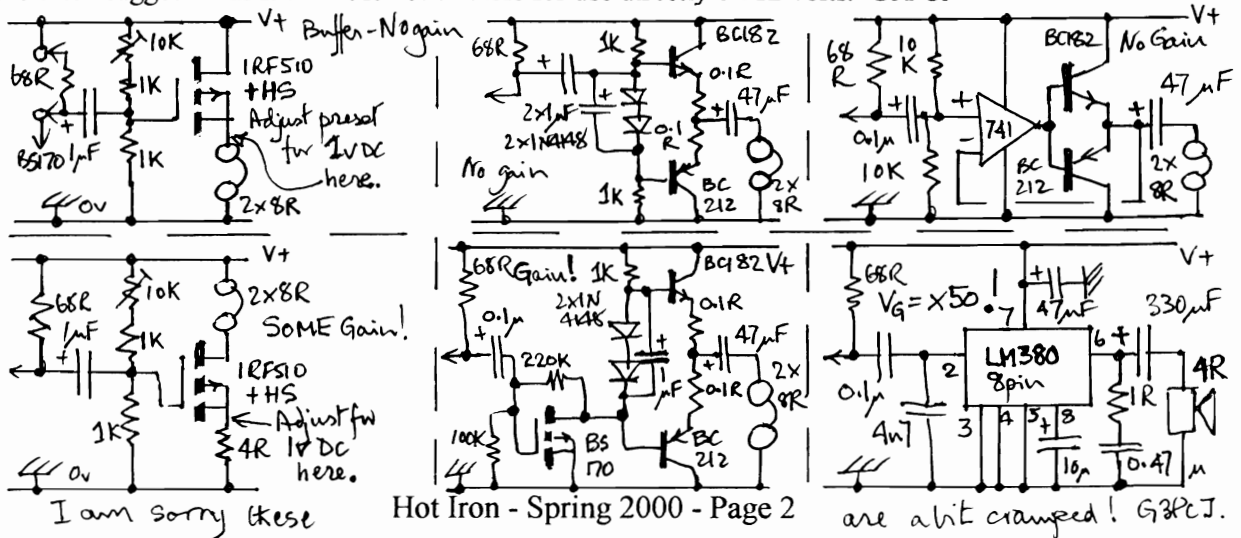 V+ Buffer-No gain
10K
68R
1K
IRF510
+HS
Adjust preset
for 1V DC
here.
BS170
1μF
1K
0v
2x8R
68R
1K
BC182
0.1R
47μF
2x1μF
2x1N4148
0.1
R
No gain
1K
BC
212
2x
8R
V+
68
R
10
K
BC182
No Gain
47μF
741
0.1μ
10K
BC
212
2x
8R
V+
68R
10K
1μF
1K
2x8R
SOME Gain!
IRF510
+HS
Adjust for
1V DC
here.
1K
4R
0v
68R
Gain!
1K
BC182
V+
2x1N
4148
0.1R
0.1μ
47μF
220K
1
μF
0.1R
2x
8R
100K
BS
170
BC
212
V+
68R
VG = x50!
7
47μF
330μF
LM380
8pin
2
6
0.1μ
4n7
3
4
5
8
1R
4R
10μ
0.47
μ
I am sorry these
Hot Iron - Spring 2000 - Page 2
are a bit cramped! G3PCJ.